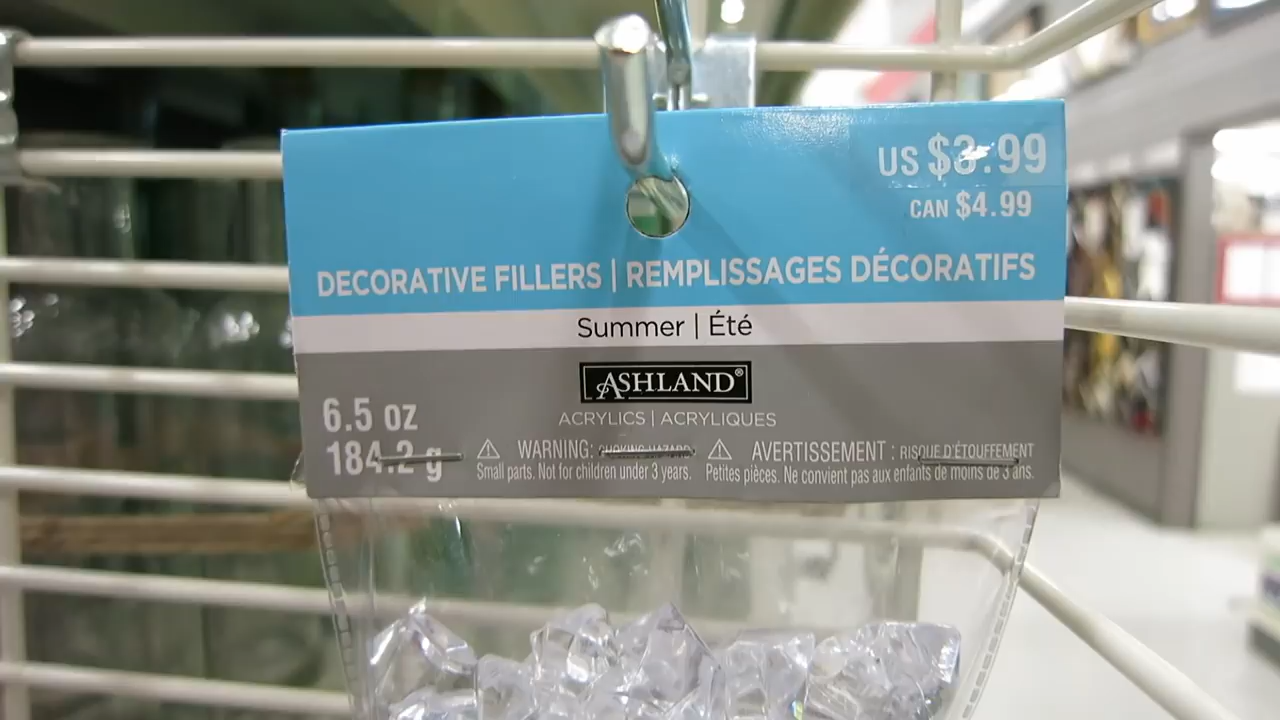 US $3.99
CAN $4.99
DECORATIVE FILLERS | REMPLISSAGES DÉCORATIFS
Summer | Été
ASHLAND®
ACRYLICS | ACRYLIQUES
6.5 oz
184.2 g
⚠ WARNING: CHOKING HAZARD
Small parts. Not for children under 3 years.
⚠ AVERTISSEMENT : RISQUE D'ÉTOUFFEMENT
Petites pièces. Ne convient pas aux enfants de moins de 3 ans.